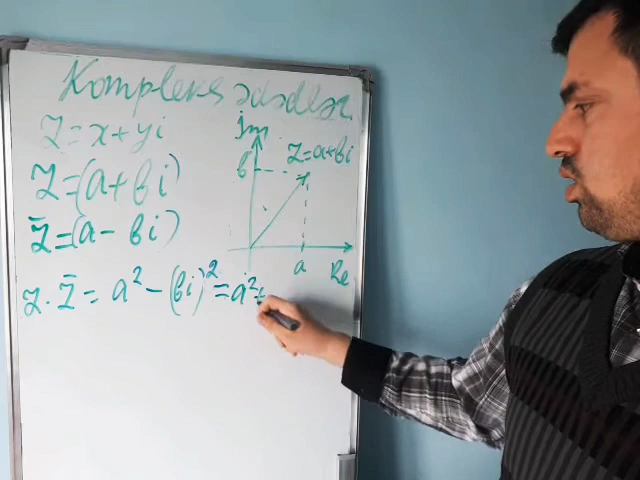 Kompleks ədədlər
Z=x+yi
Z=(a+bi)
Z̄=(a-bi)
Z·Z̄=a²-(bi)²=a²+
Im
Z=a+bi
b
a
Re